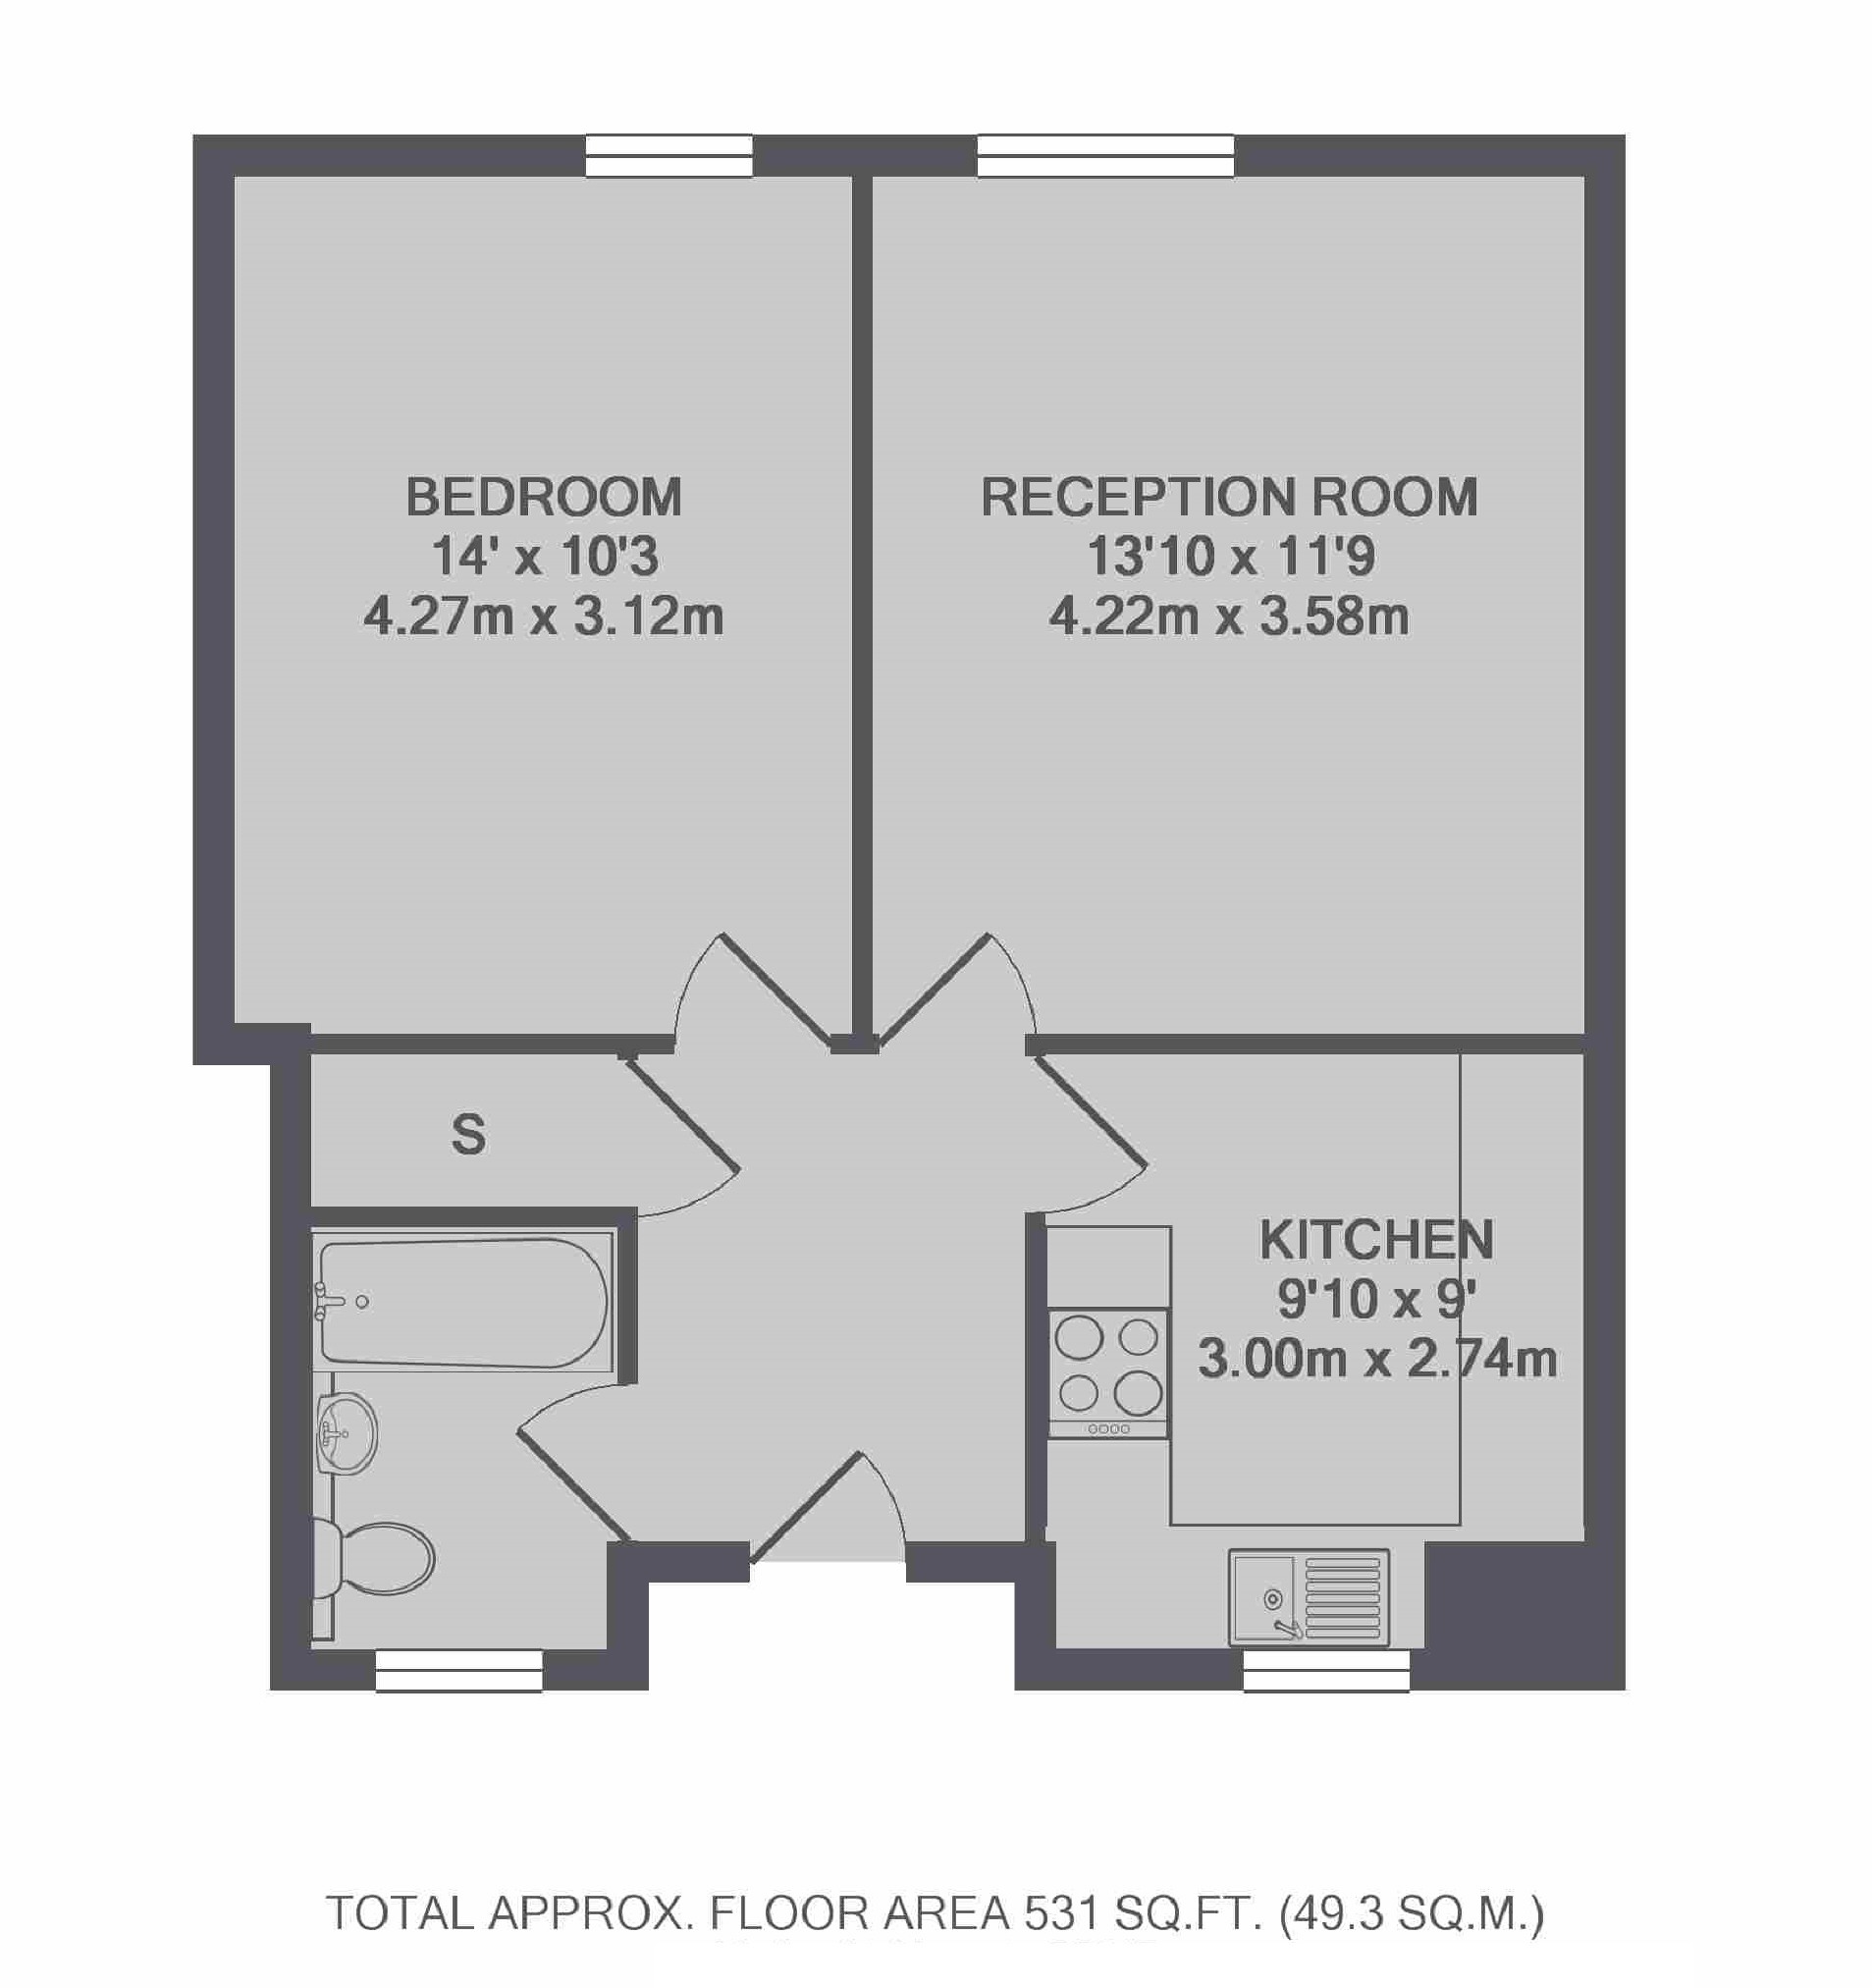 BEDROOM
14' x 10'3
4.27m x 3.12m
RECEPTION ROOM
13'10 x 11'9
4.22m x 3.58m
S
KITCHEN
9'10 x 9'
3.00m x 2.74m
TOTAL APPROX. FLOOR AREA 531 SQ.FT. (49.3 SQ.M.)